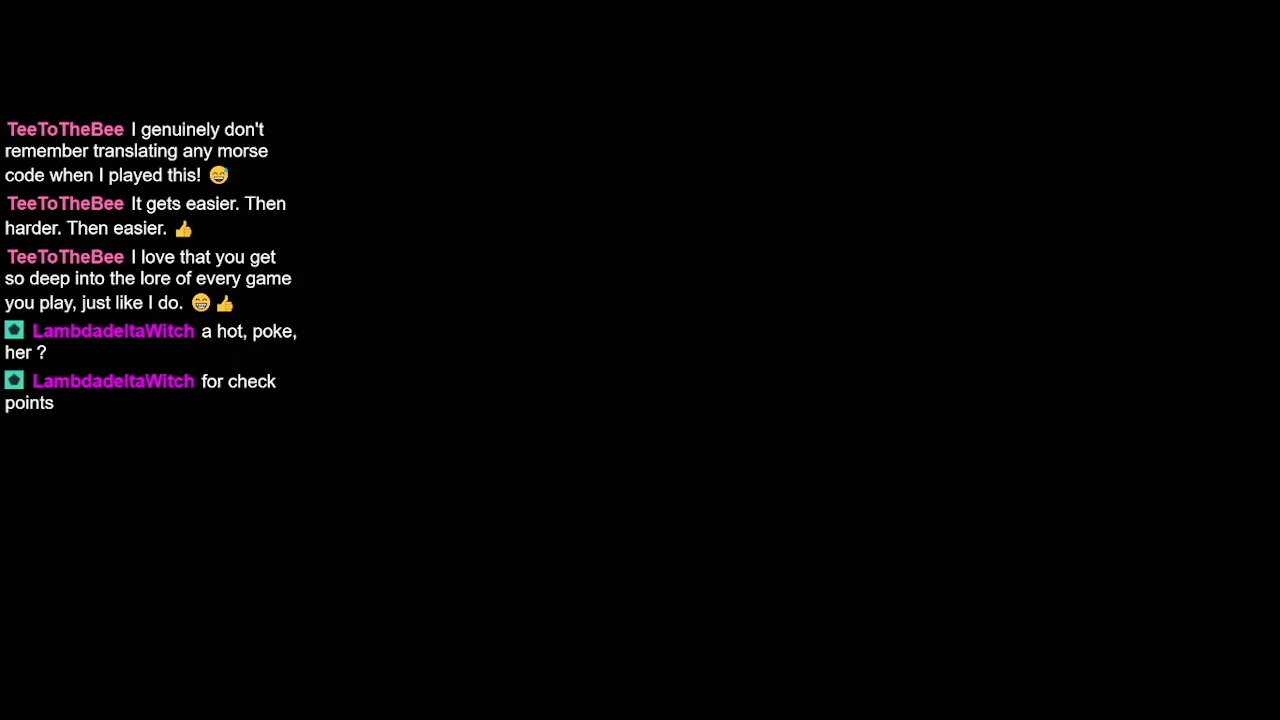 TeeToTheBee I genuinely don't
remember translating any morse
code when I played this! 😅
TeeToTheBee It gets easier. Then
harder. Then easier. 👍
TeeToTheBee I love that you get
so deep into the lore of every game
you play, just like I do. 😁👍
LambdadeltaWitch a hot, poke,
her ?
LambdadeltaWitch for check
points